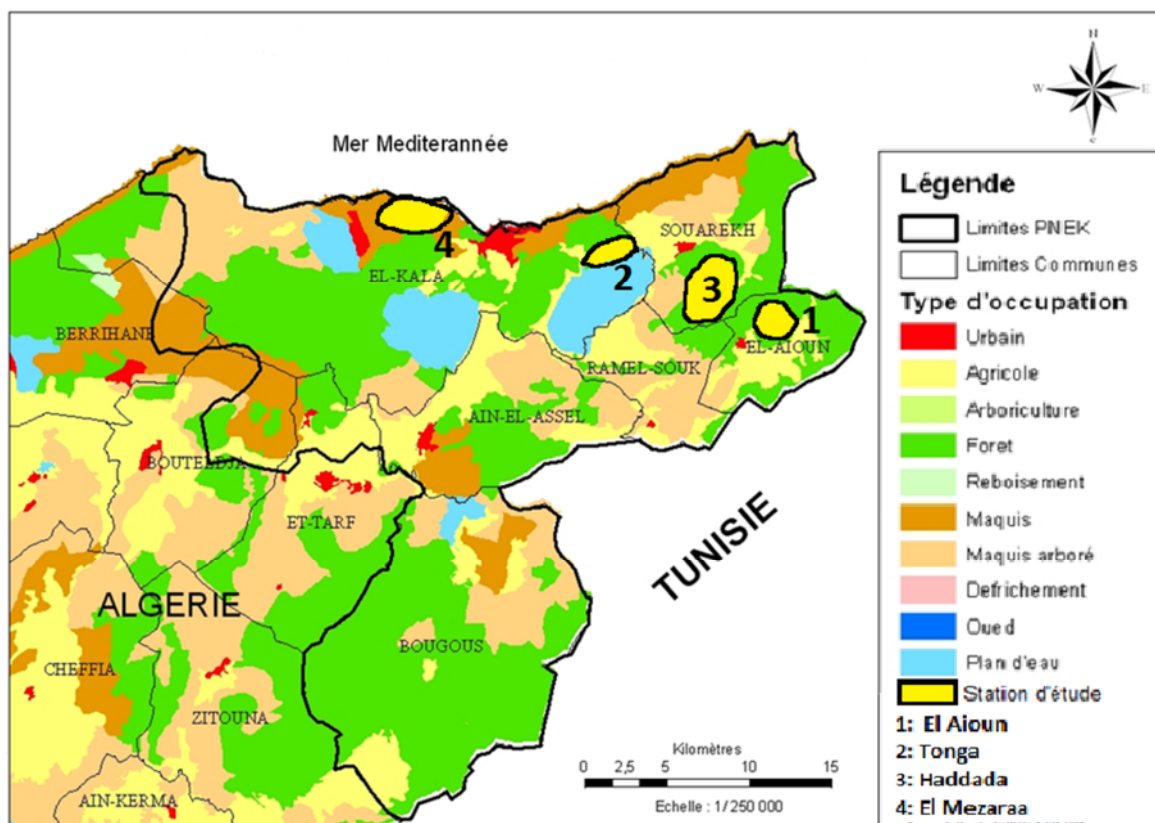 N
W
E
S
Mer Mediterannée
SOUAREKH
4
2
EL-KALA
3
1
BERRIHANE
EL-AIOUN
RAMEL-SOUK
AIN-EL-ASSEL
BOUTELDJA
ET-TARF
TUNISIE
ALGERIE
BOUGOUS
CHEFFIA
ZITOUNA
AIN-KERMA
Kilomètres
0 2,5 5 10 15
Echelle : 1/ 250 000
Légende
Limites PNEK
Limites Communes
Type d'occupation
Urbain
Agricole
Arboriculture
Foret
Reboisement
Maquis
Maquis arboré
Defrichement
Oued
Plan d'eau
Station d'étude
1: El Aioun
2: Tonga
3: Haddada
4: El Mezaraa